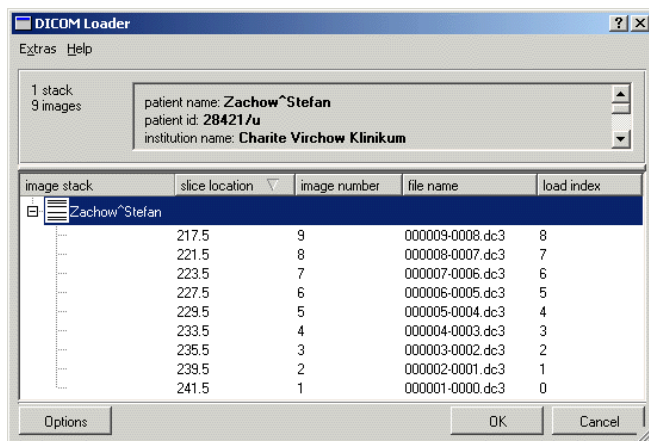 DICOM Loader
Extras Help
1 stack
9 images
patient name: Zachow^Stefan
patient id: 28421/u
institution name: Charite Virchow Klinikum
image stack slice location image number file name load index
Zachow^Stefan
217.5 9 000009-0008.dc3 8
221.5 8 000008-0007.dc3 7
223.5 7 000007-0006.dc3 6
227.5 6 000006-0005.dc3 5
229.5 5 000005-0004.dc3 4
233.5 4 000004-0003.dc3 3
235.5 3 000003-0002.dc3 2
239.5 2 000002-0001.dc3 1
241.5 1 000001-0000.dc3 0
Options OK Cancel